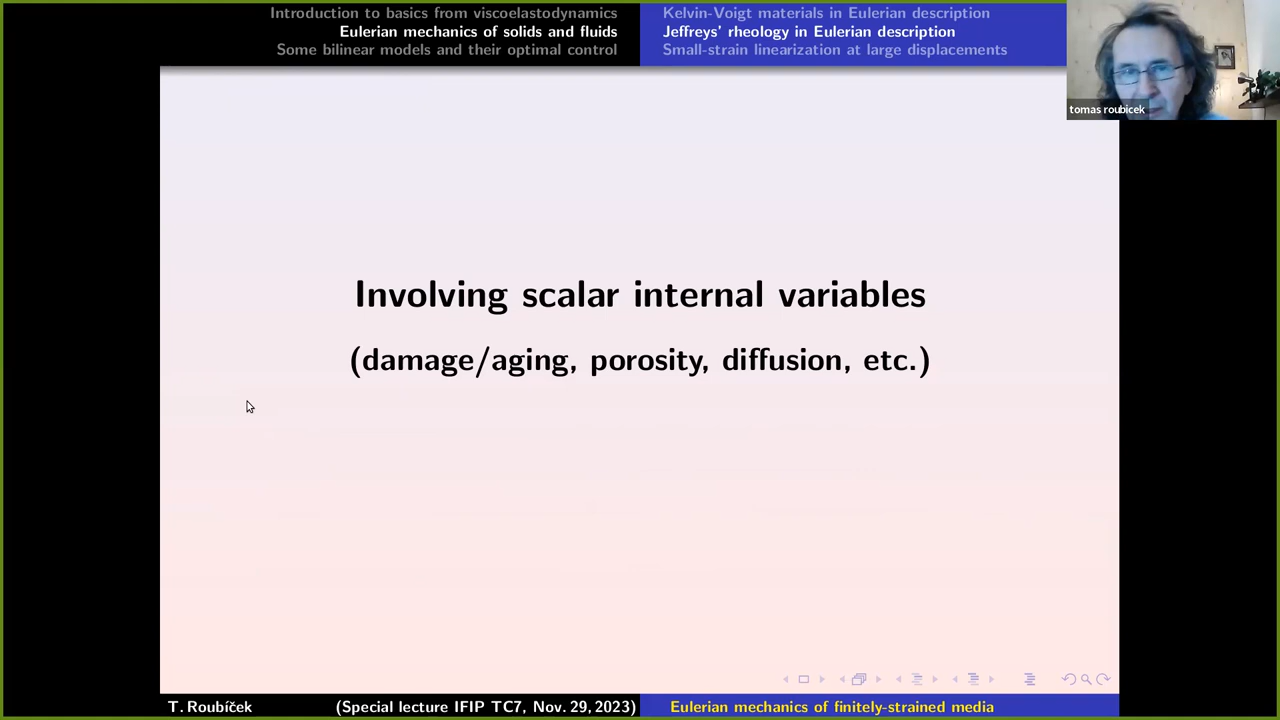 Introduction to basics from viscoelastodynamics
Eulerian mechanics of solids and fluids
Some bilinear models and their optimal control
Kelvin-Voigt materials in Eulerian description
Jeffreys' rheology in Eulerian description
Small-strain linearization at large displacements
tomas roubicek
Involving scalar internal variables
(damage/aging, porosity, diffusion, etc.)
T. Roubíček
(Special lecture IFIP TC7, Nov. 29, 2023)
Eulerian mechanics of finitely-strained media